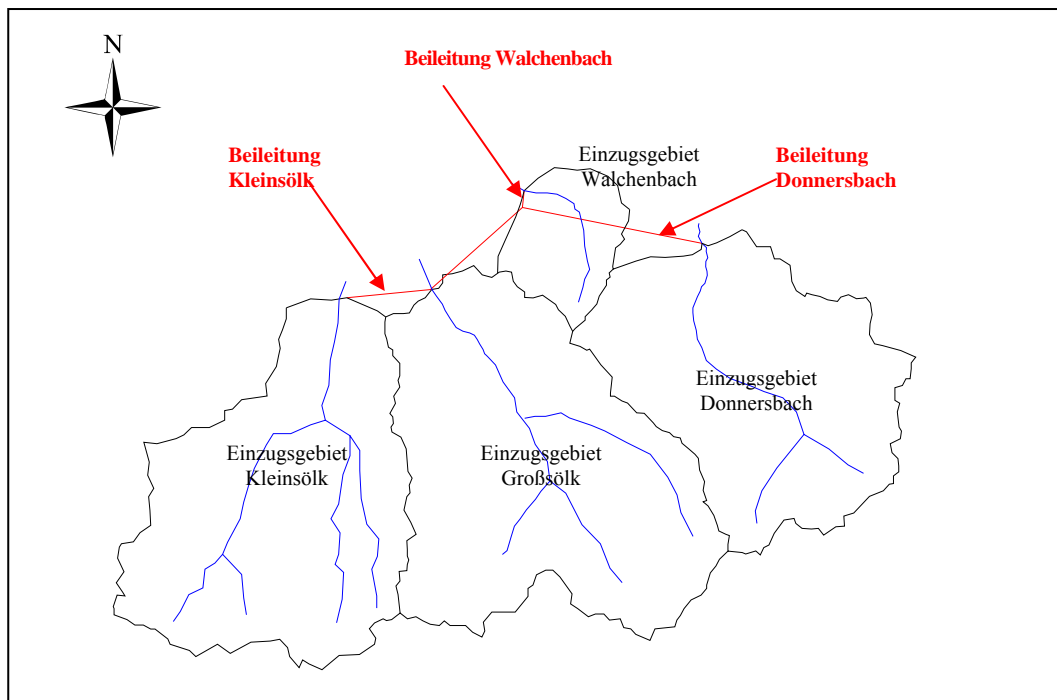 N
Beileitung Walchenbach
Beileitung
Kleinsölk
Einzugsgebiet
Walchenbach
Beileitung
Donnersbach
Einzugsgebiet
Donnersbach
Einzugsgebiet
Kleinsölk
Einzugsgebiet
Großsölk